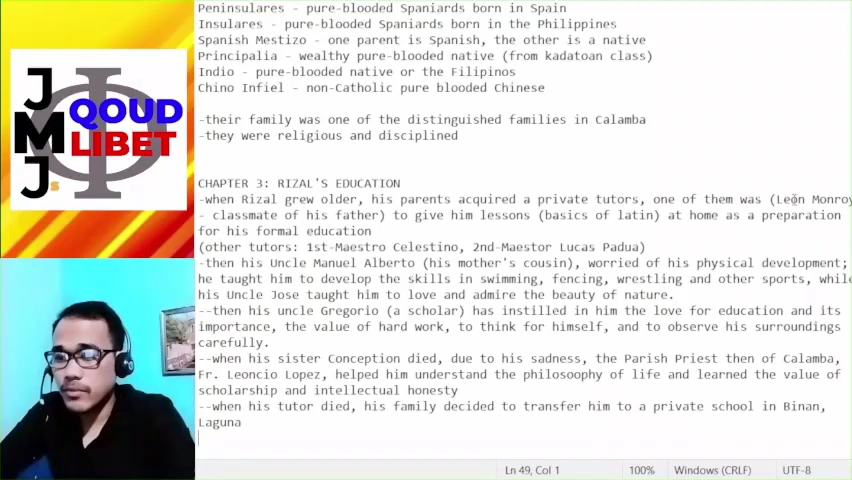 Peninsulares - pure-blooded Spaniards born in Spain
Insulares - pure-blooded Spaniards born in the Philippines
Spanish Mestizo - one parent is Spanish, the other is a native
Principalia - wealthy pure-blooded native (from kadatoan class)
Indio - pure-blooded native or the Filipinos
Chino Infiel - non-Catholic pure blooded Chinese
-their family was one of the distinguished families in Calamba
-they were religious and disciplined
CHAPTER 3: RIZAL'S EDUCATION
-when Rizal grew older, his parents acquired a private tutors, one of them was (Leon Monroy
- classmate of his father) to give him lessons (basics of latin) at home as a preparation
for his formal education
(other tutors: 1st-Maestro Celestino, 2nd-Maestor Lucas Padua)
-then his Uncle Manuel Alberto (his mother's cousin), worried of his physical development;
he taught him to develop the skills in swimming, fencing, wrestling and other sports, while
his Uncle Jose taught him to love and admire the beauty of nature.
--then his uncle Gregorio (a scholar) has instilled in him the love for education and its
importance, the value of hard work, to think for himself, and to observe his surroundings
carefully.
--when his sister Conception died, due to his sadness, the Parish Priest then of Calamba,
Fr. Leoncio Lopez, helped him understand the philosoophy of life and learned the value of
scholarship and intellectual honesty
--when his tutor died, his family decided to transfer him to a private school in Binan,
Laguna
Ln 49, Col 1 100% Windows (CRLF) UTF-8
JMJs
QOUD
LIBET